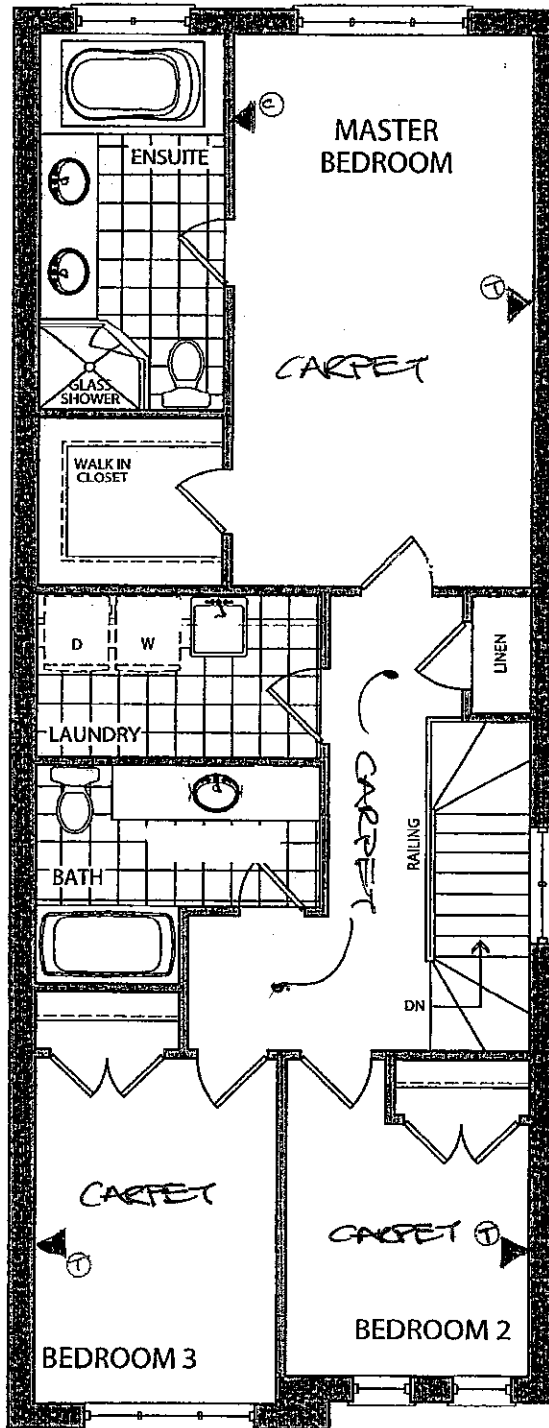 ENSUITE
C
MASTER
BEDROOM
T
CARPET
GLASS
SHOWER
WALK IN
CLOSET
D
W
LINEN
LAUNDRY
CARPET
RAILING
BATH
DN
CARPET
T
CARPET
T
BEDROOM 3
BEDROOM 2